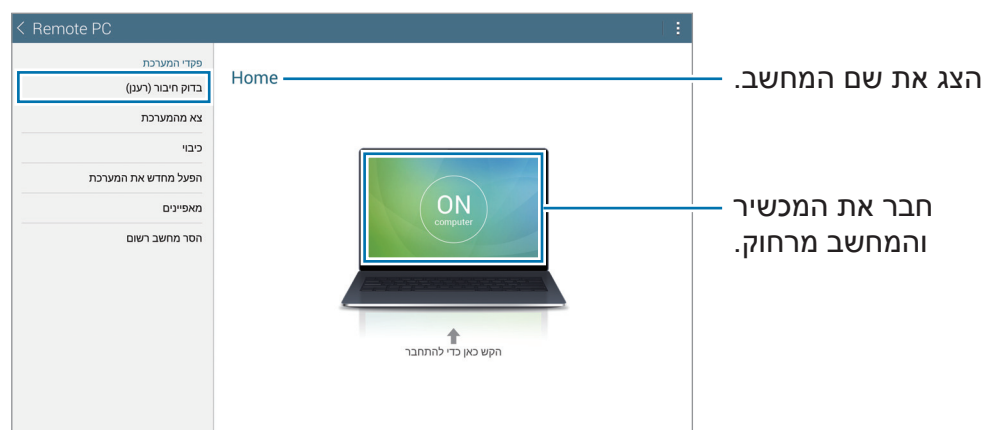 Remote PC
פקדי המערכת
בדוק חיבור (רענן)
צא מהמערכת
כיבוי
הפעל מחדש את המערכת
מאפיינים
הסר מחשב רשום
Home
הצג את שם המחשב.
ON
computer
חבר את המכשיר
והמחשב מרחוק.
הקש כאן כדי להתחבר